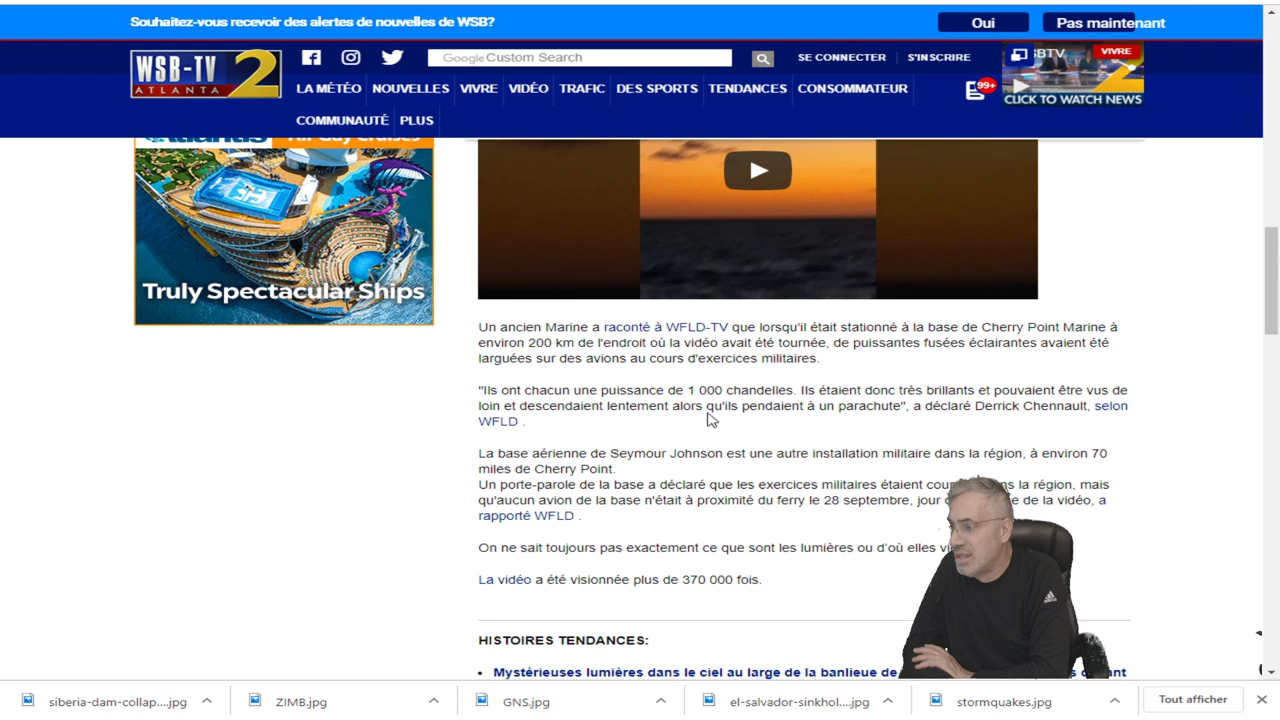 Souhaitez-vous recevoir des alertes de nouvelles de WSB?
Oui
Pas maintenant
WSB-TV 2
ATLANTA
Google Custom Search
SE CONNECTER
S'INSCRIRE
WSBTV
VIVRE
CLICK TO WATCH NEWS
LA MÉTÉO
NOUVELLES
VIVRE
VIDÉO
TRAFIC
DES SPORTS
TENDANCES
CONSOMMATEUR
99+
COMMUNAUTÉ
PLUS
Atlantis
All-Gay Cruises
Truly Spectacular Ships
Un ancien Marine a raconté à WFLD-TV que lorsqu'il était stationné à la base de Cherry Point Marine à
environ 200 km de l'endroit où la vidéo avait été tournée, de puissantes fusées éclairantes avaient été
larguées sur des avions au cours d'exercices militaires.
"Ils ont chacun une puissance de 1 000 chandelles. Ils étaient donc très brillants et pouvaient être vus de
loin et descendaient lentement alors qu'ils pendaient à un parachute", a déclaré Derrick Chennault, selon
WFLD .
La base aérienne de Seymour Johnson est une autre installation militaire dans la région, à environ 70
miles de Cherry Point.
Un porte-parole de la base a déclaré que les exercices militaires étaient cou la région, mais
qu'aucun avion de la base n'était à proximité du ferry le 28 septembre, jour de la vidéo, a
rapporté WFLD .
On ne sait toujours pas exactement ce que sont les lumières ou d'où elles
La vidéo a été visionnée plus de 370 000 fois.
HISTOIRES TENDANCES:
• Mystérieuses lumières dans le ciel au large de la banlieue de
siberia-dam-collap....jpg
ZIMB.jpg
GNS.jpg
el-salvador-sinkhol....jpg
stormquakes.jpg
Tout afficher